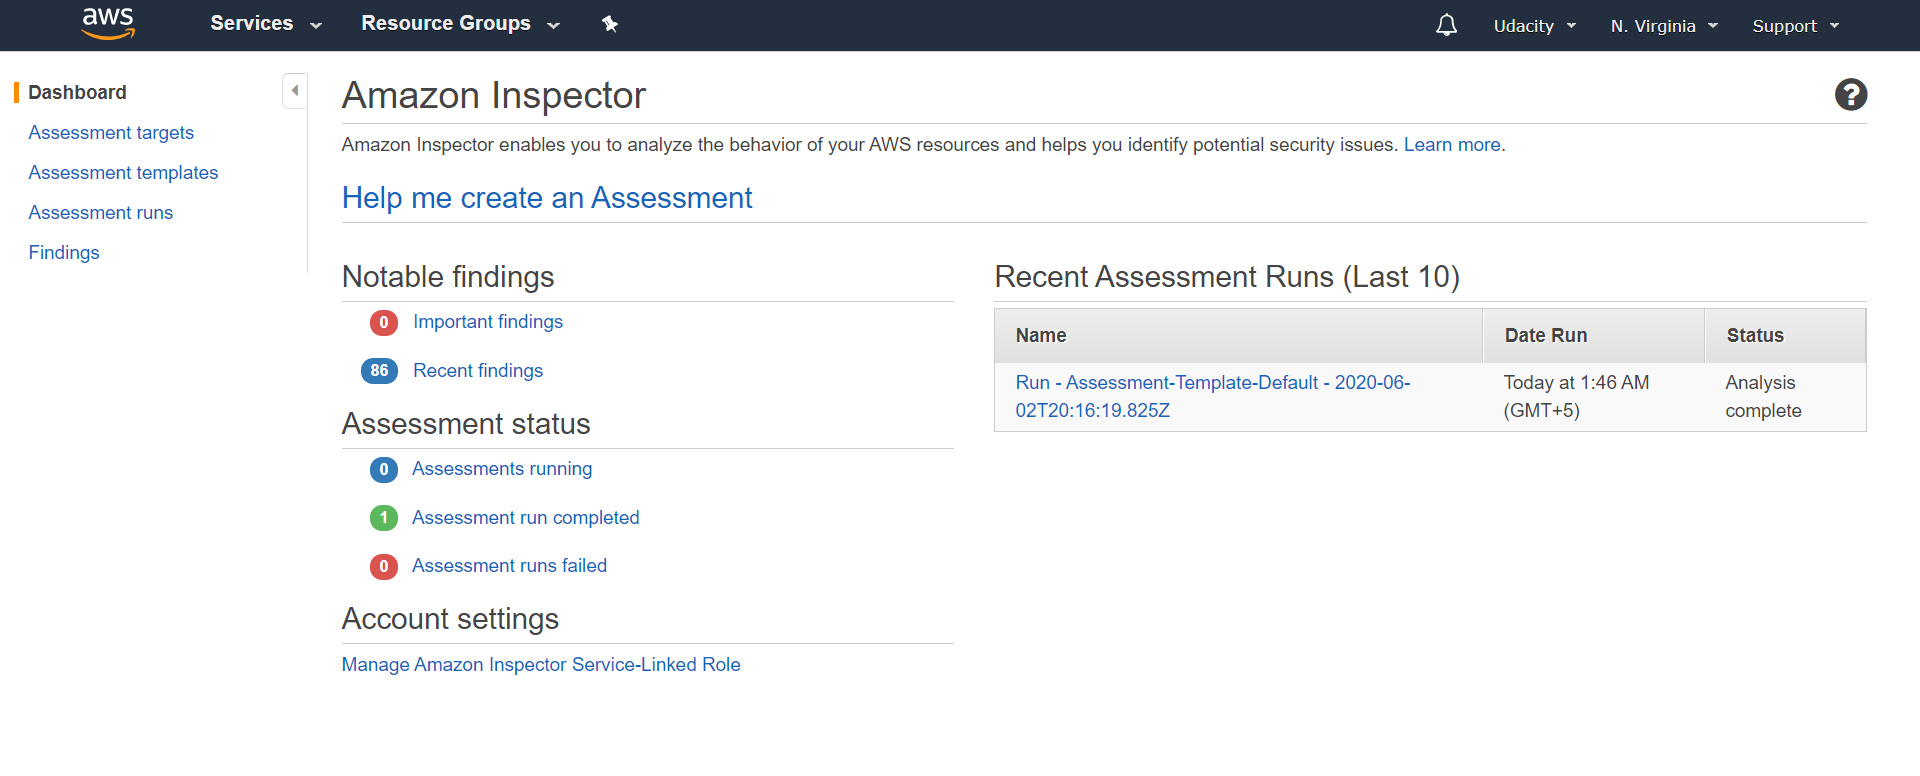 aws
Services
Resource Groups
Udacity
N. Virginia
Support
Dashboard
Assessment targets
Assessment templates
Assessment runs
Findings
Amazon Inspector
?
Amazon Inspector enables you to analyze the behavior of your AWS resources and helps you identify potential security issues. Learn more.
Help me create an Assessment
Notable findings
0 Important findings
86 Recent findings
Assessment status
0 Assessments running
1 Assessment run completed
0 Assessment runs failed
Account settings
Manage Amazon Inspector Service-Linked Role
Recent Assessment Runs (Last 10)
Name Date Run Status
Run - Assessment-Template-Default - 2020-06- Today at 1:46 AM Analysis
02T20:16:19.825Z (GMT+5) complete